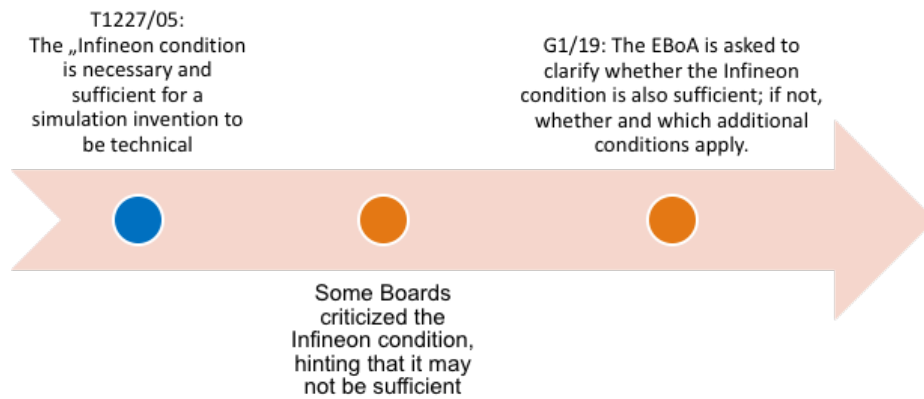 T1227/05:
The „Infineon condition
is necessary and
sufficient for a
simulation invention to
be technical
Some Boards
criticized the
Infineon condition,
hinting that it may
not be sufficient
G1/19: The EBoA is asked to
clarify whether the Infineon
condition is also sufficient; if not,
whether and which additional
conditions apply.